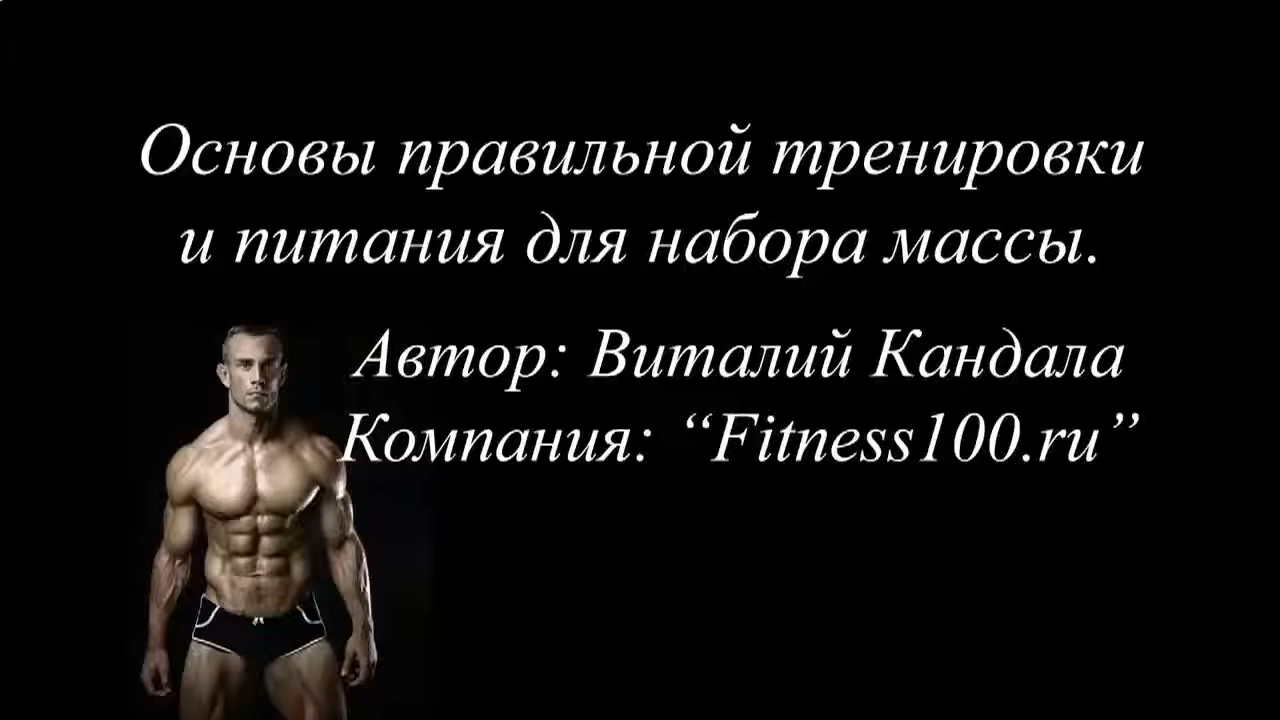 Основы правильной тренировки
и питания для набора массы.
Автор: Виталий Кандала
Компания: “Fitness100.ru”